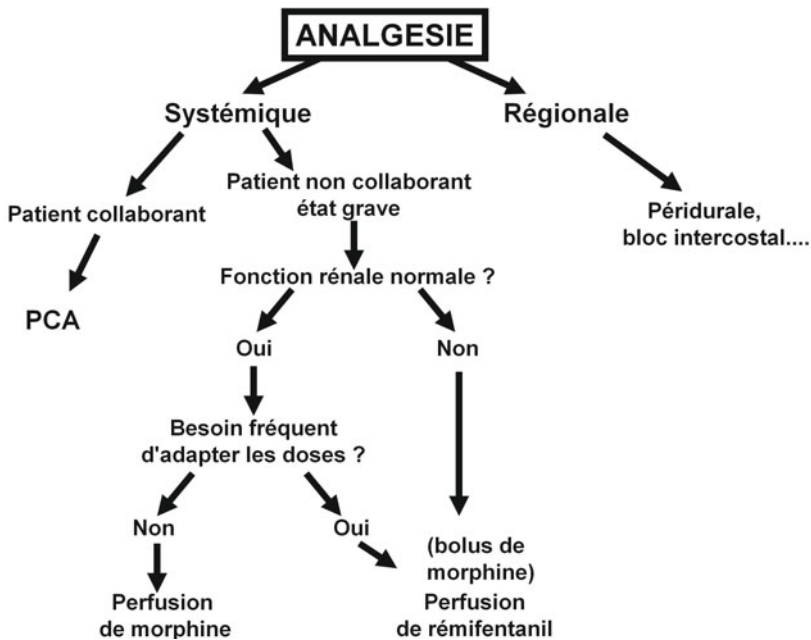 ANALGESIE
Systémique
Régionale
Patient collaborant
Patient non collaborant
état grave
Péridurale,
bloc intercostal....
PCA
Fonction rénale normale ?
Oui
Non
Besoin fréquent
d'adapter les doses ?
Non
Oui
(bolus de
morphine)
Perfusion
de morphine
Perfusion
de rémifentanil